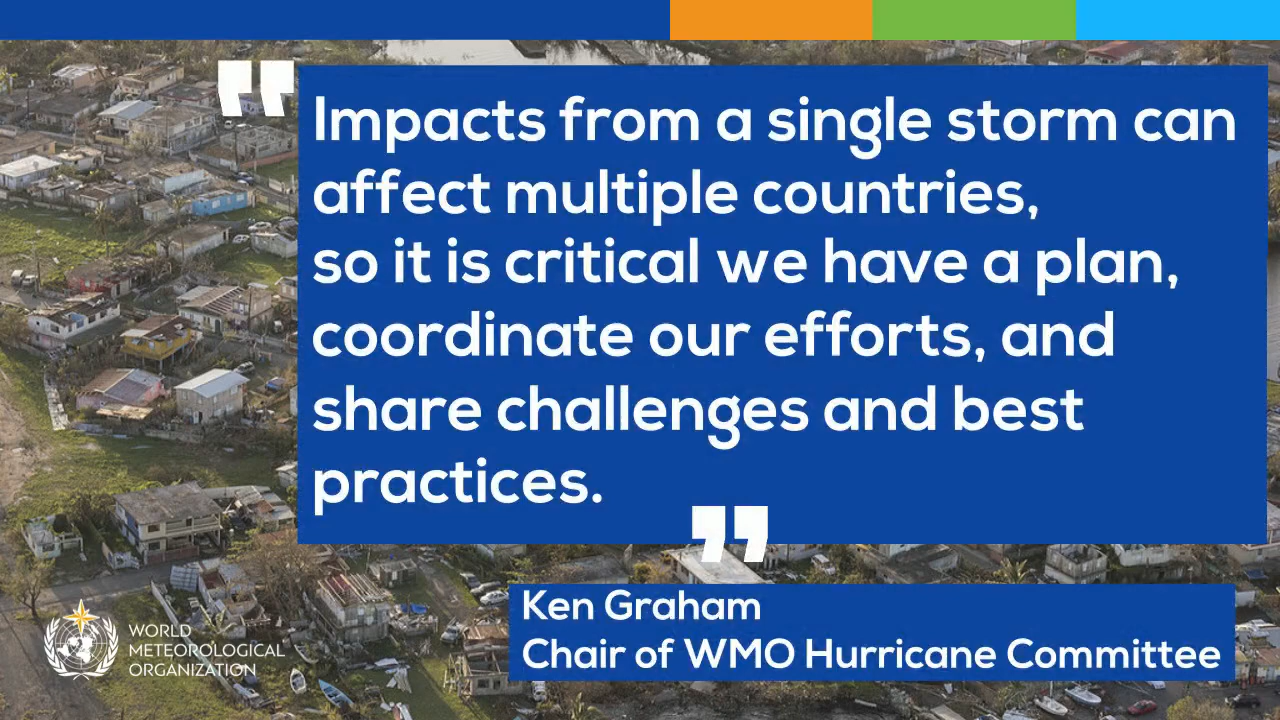 "Impacts from a single storm can
affect multiple countries,
so it is critical we have a plan,
coordinate our efforts, and
share challenges and best
practices."
Ken Graham
Chair of WMO Hurricane Committee
WORLD
METEOROLOGICAL
ORGANIZATION